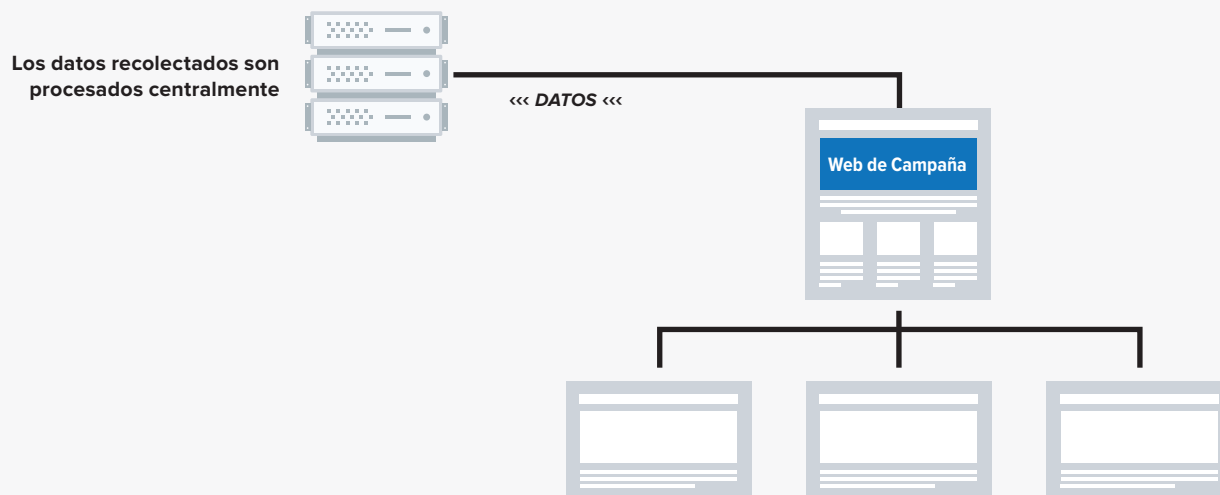 Los datos recolectados son
procesados centralmente
‹‹‹ DATOS ‹‹‹
Web de Campaña